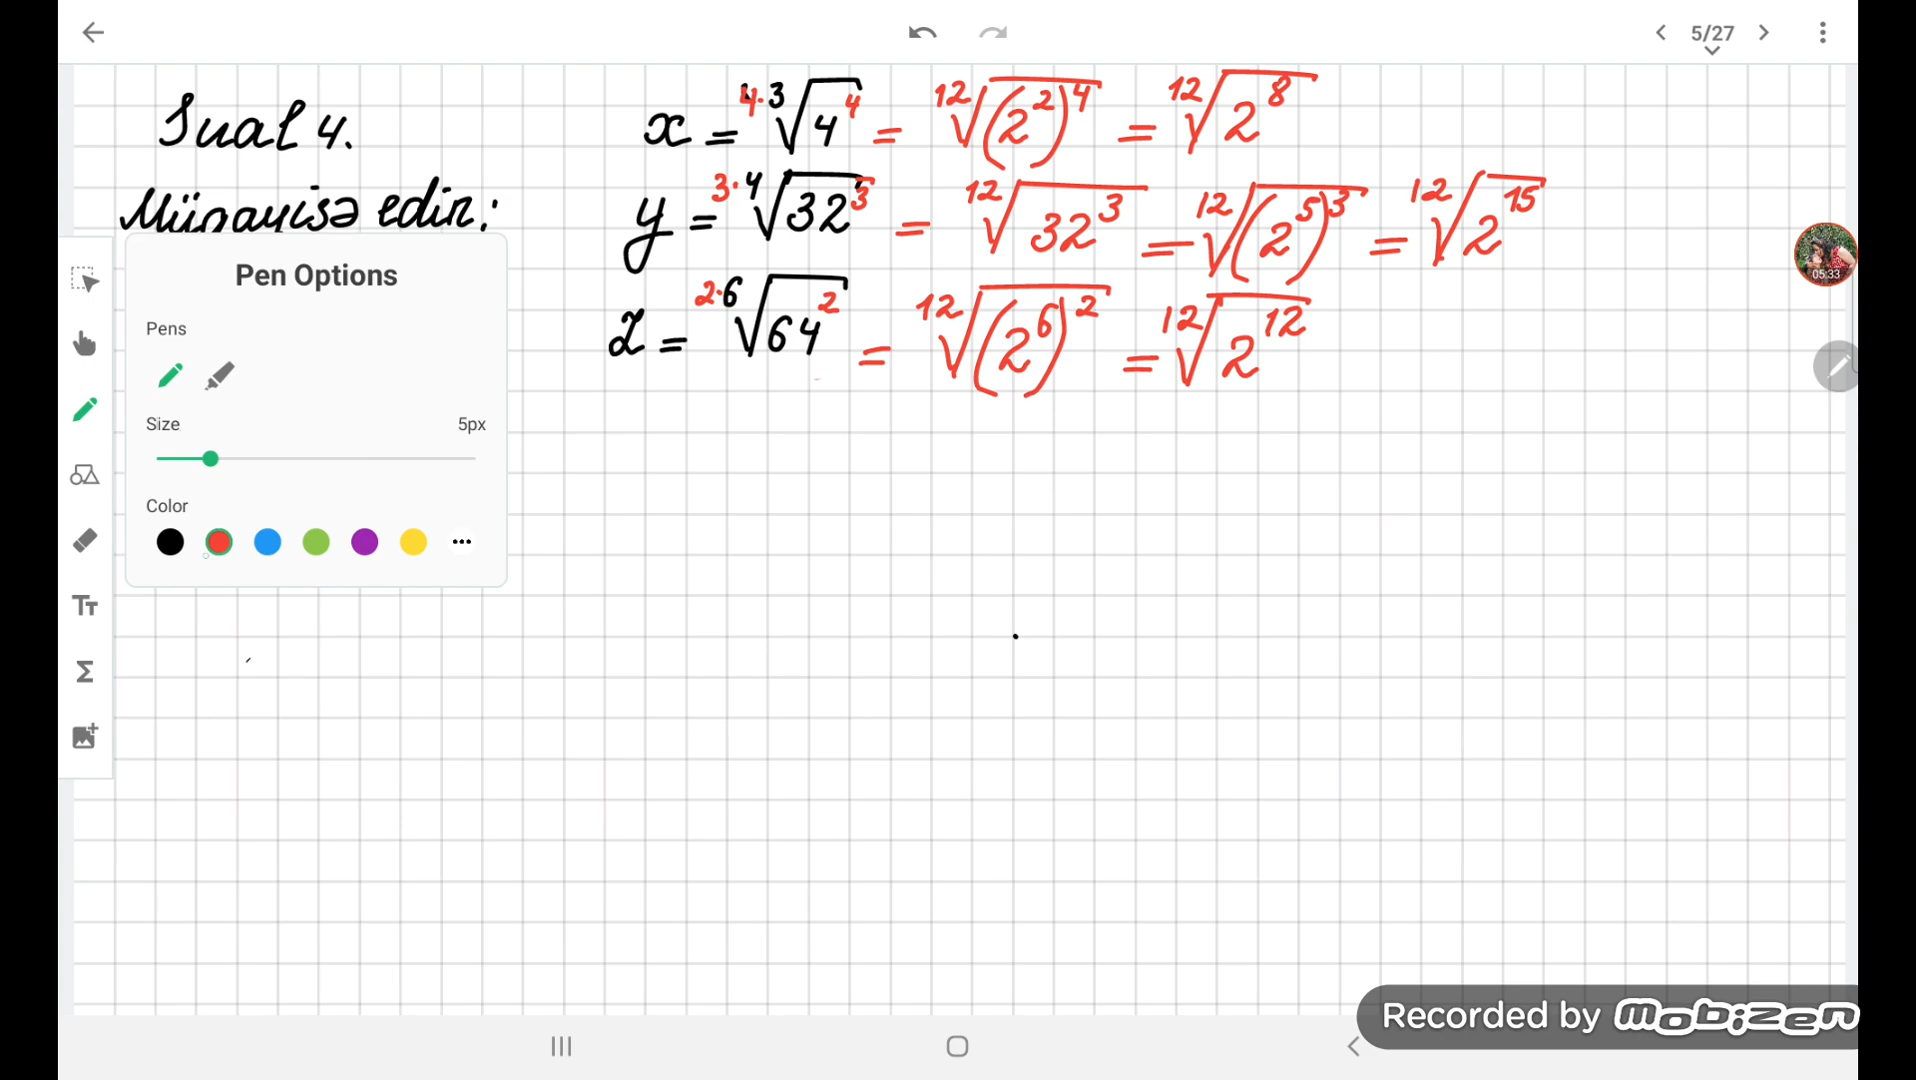 5/27
Sual 4.
Müqayisə edin:
x = ⁴·³√4⁴ = ¹²√(2²)⁴ = ¹²√2⁸
y = ³·⁴√32³ = ¹²√32³ = ¹²√(2⁵)³ = ¹²√2¹⁵
z = ²·⁶√64² = ¹²√(2⁶)² = ¹²√2¹²
Pen Options
Pens
Size 5px
Color
05:33
Recorded by mobizen